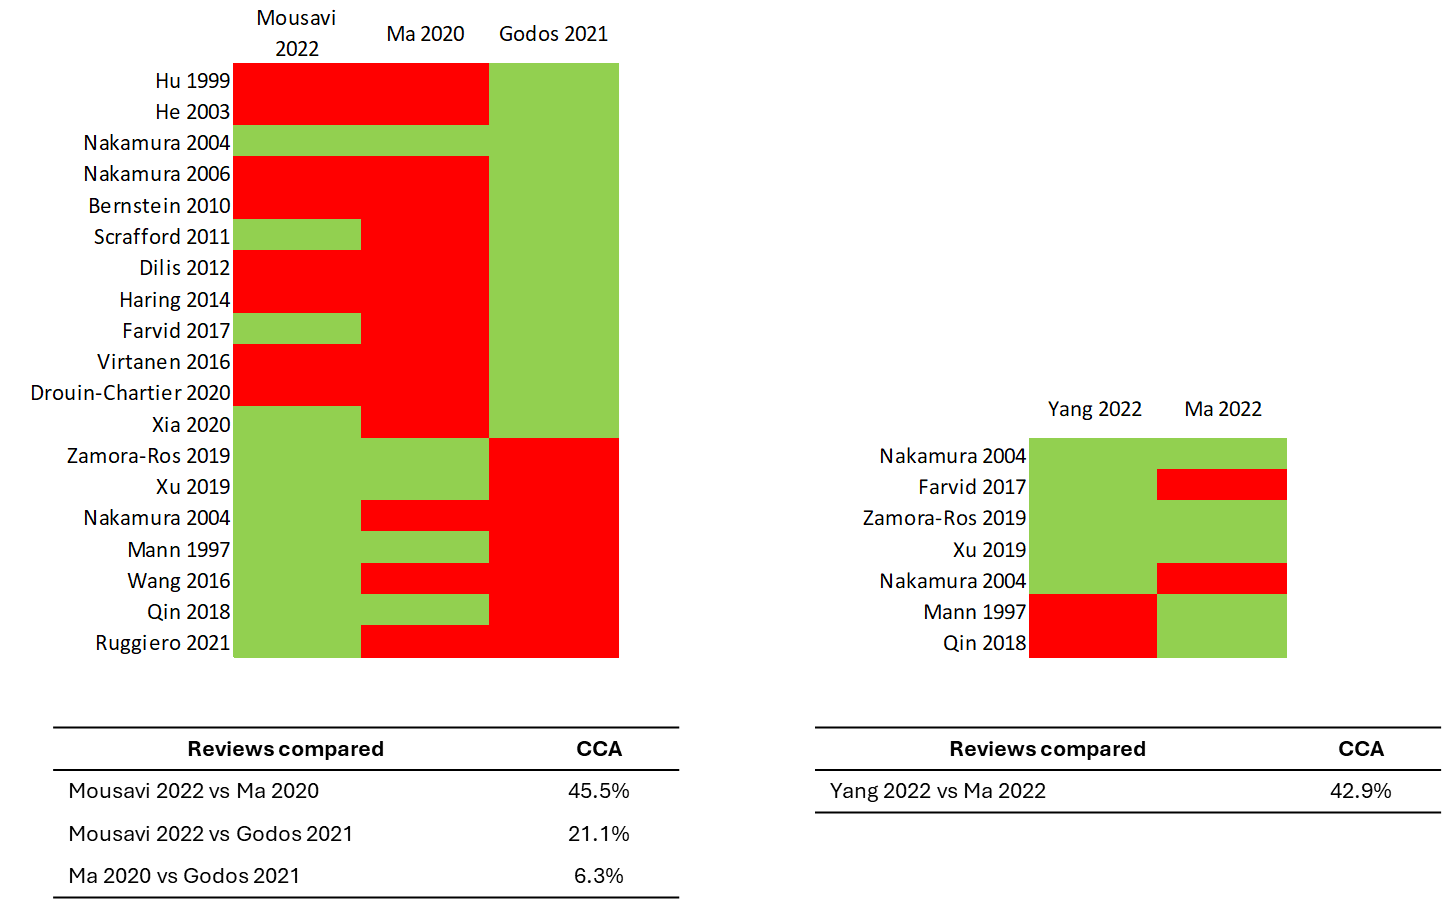 Mousavi
2022
Ma 2020
Godos 2021
Hu 1999
He 2003
Nakamura 2004
Nakamura 2006
Bernstein 2010
Scrafford 2011
Dilis 2012
Haring 2014
Farvid 2017
Virtanen 2016
Drouin-Chartier 2020
Xia 2020
Zamora-Ros 2019
Xu 2019
Nakamura 2004
Mann 1997
Wang 2016
Qin 2018
Ruggiero 2021
Reviews compared CCA
Mousavi 2022 vs Ma 2020 45.5%
Mousavi 2022 vs Godos 2021 21.1%
Ma 2020 vs Godos 2021 6.3%
Yang 2022 Ma 2022
Nakamura 2004
Farvid 2017
Zamora-Ros 2019
Xu 2019
Nakamura 2004
Mann 1997
Qin 2018
Reviews compared CCA
Yang 2022 vs Ma 2022 42.9%